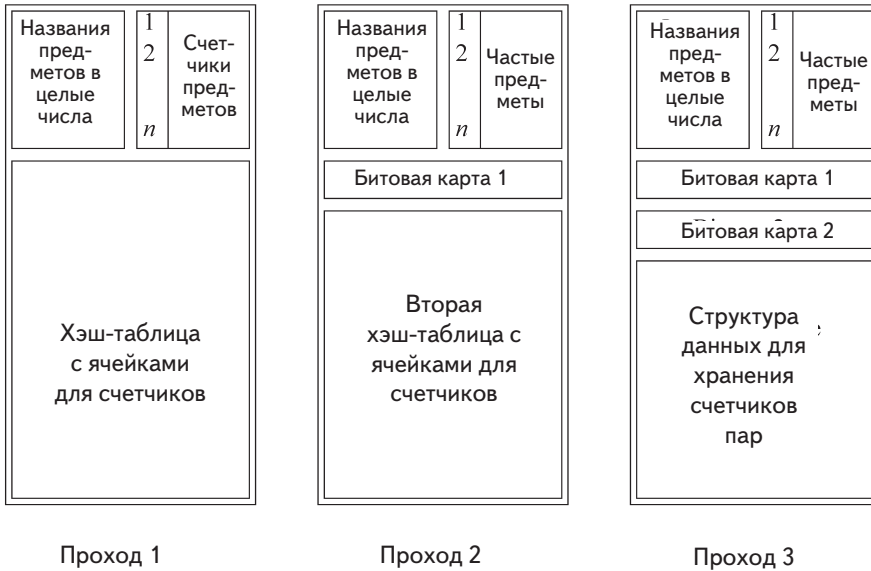 Названия
пред-
метов в
целые
числа
1
2
n
Счет-
чики
пред-
метов
Хэш-таблица
с ячейками
для счетчиков
Проход 1
Названия
пред-
метов в
целые
числа
1
2
n
Частые
пред-
меты
Битовая карта 1
Вторая
хэш-таблица с
ячейками для
счетчиков
Проход 2
Названия
пред-
метов в
целые
числа
1
2
n
Частые
пред-
меты
Битовая карта 1
Битовая карта 2
Структура
данных для
хранения
счетчиков
пар
Проход 3